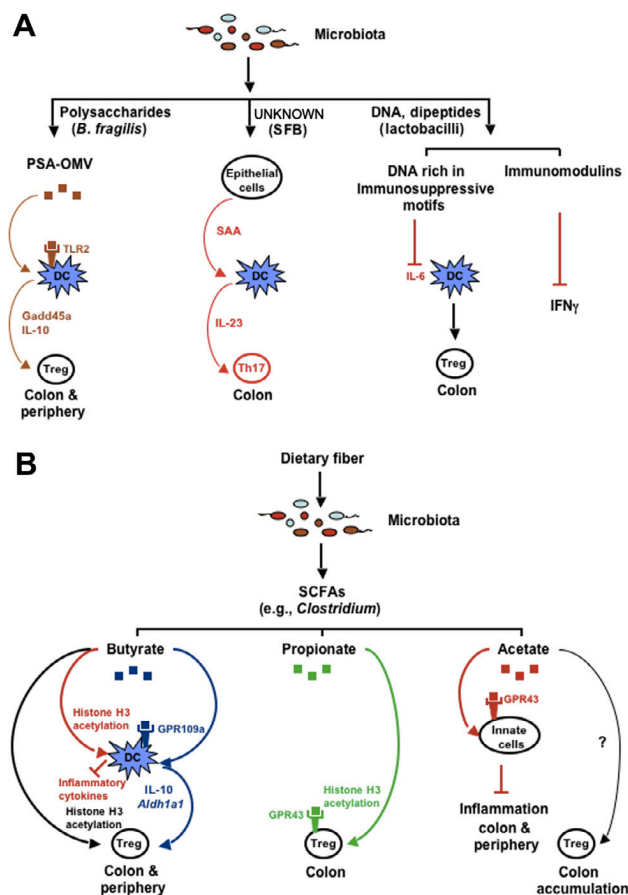 A
Microbiota
Polysaccharides
(B. fragilis)
UNKNOWN
(SFB)
DNA, dipeptides
(lactobacilli)
PSA-OMV
Epithelial
cells
DNA rich in
Immunosuppressive
motifs
Immunomodulins
TLR2
DC
SAA
DC
IL-6
DC
IFNγ
Gadd45a
IL-10
IL-23
Treg
Th17
Treg
Colon &
periphery
Colon
Colon
B
Dietary fiber
Microbiota
SCFAs
(e.g., Clostridium)
Butyrate
Propionate
Acetate
Histone H3
acetylation
GPR109a
DC
Inflammatory
cytokines
IL-10
Aldh1a1
Histone H3
acetylation
Treg
Colon &
periphery
GPR43
Histone H3
acetylation
Treg
Colon
GPR43
Innate
cells
?
Inflammation
colon &
periphery
Treg
Colon
accumulation